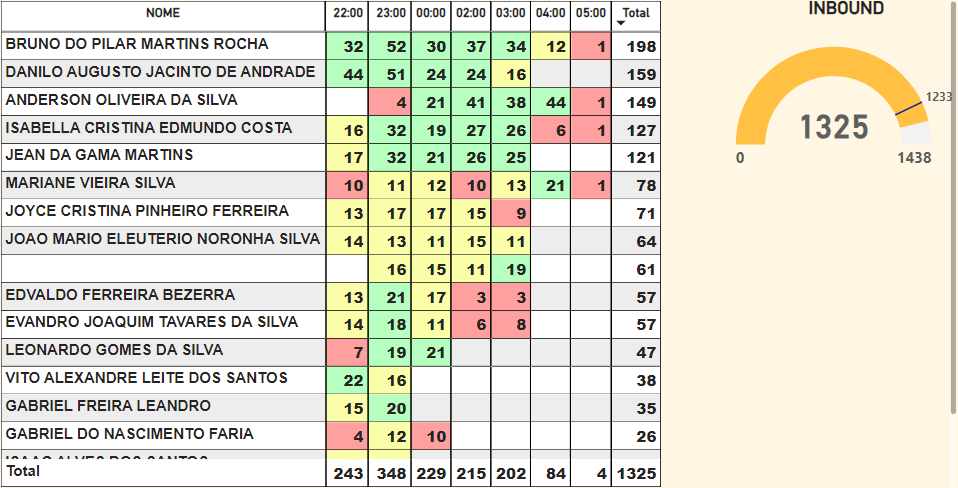 NOME 22:00 23:00 00:00 02:00 03:00 04:00 05:00 Total
BRUNO DO PILAR MARTINS ROCHA 32 52 30 37 34 12 1 198
DANILO AUGUSTO JACINTO DE ANDRADE 44 51 24 24 16 159
ANDERSON OLIVEIRA DA SILVA 4 21 41 38 44 1 149
ISABELLA CRISTINA EDMUNDO COSTA 16 32 19 27 26 6 1 127
JEAN DA GAMA MARTINS 17 32 21 26 25 121
MARIANE VIEIRA SILVA 10 11 12 10 13 21 1 78
JOYCE CRISTINA PINHEIRO FERREIRA 13 17 17 15 9 71
JOAO MARIO ELEUTERIO NORONHA SILVA 14 13 11 15 11 64
16 15 11 19 61
EDVALDO FERREIRA BEZERRA 13 21 17 3 3 57
EVANDRO JOAQUIM TAVARES DA SILVA 14 18 11 6 8 57
LEONARDO GOMES DA SILVA 7 19 21 47
VITO ALEXANDRE LEITE DOS SANTOS 22 16 38
GABRIEL FREIRA LEANDRO 15 20 35
GABRIEL DO NASCIMENTO FARIA 4 12 10 26
Total 243 348 229 215 202 84 4 1325
INBOUND
1233
1325
0 1438